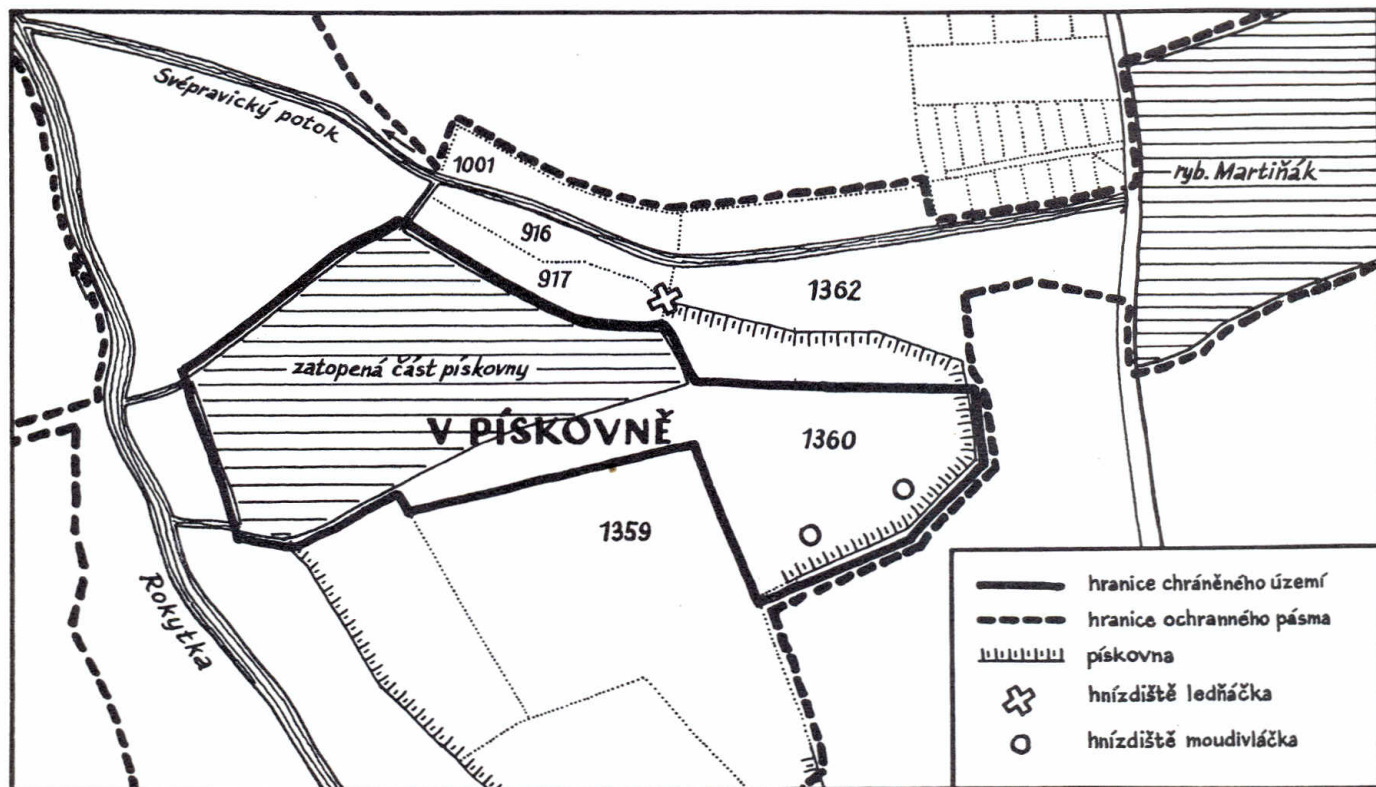 Svépravický potok
1001
ryb. Martiňák
916
917
1362
zatopená část pískovny
V PÍSKOVNĚ
1360
1359
Rokytka
hranice chráněného území
hranice ochranného pásma
pískovna
hnízdiště ledňáčka
hnízdiště moudivláčka